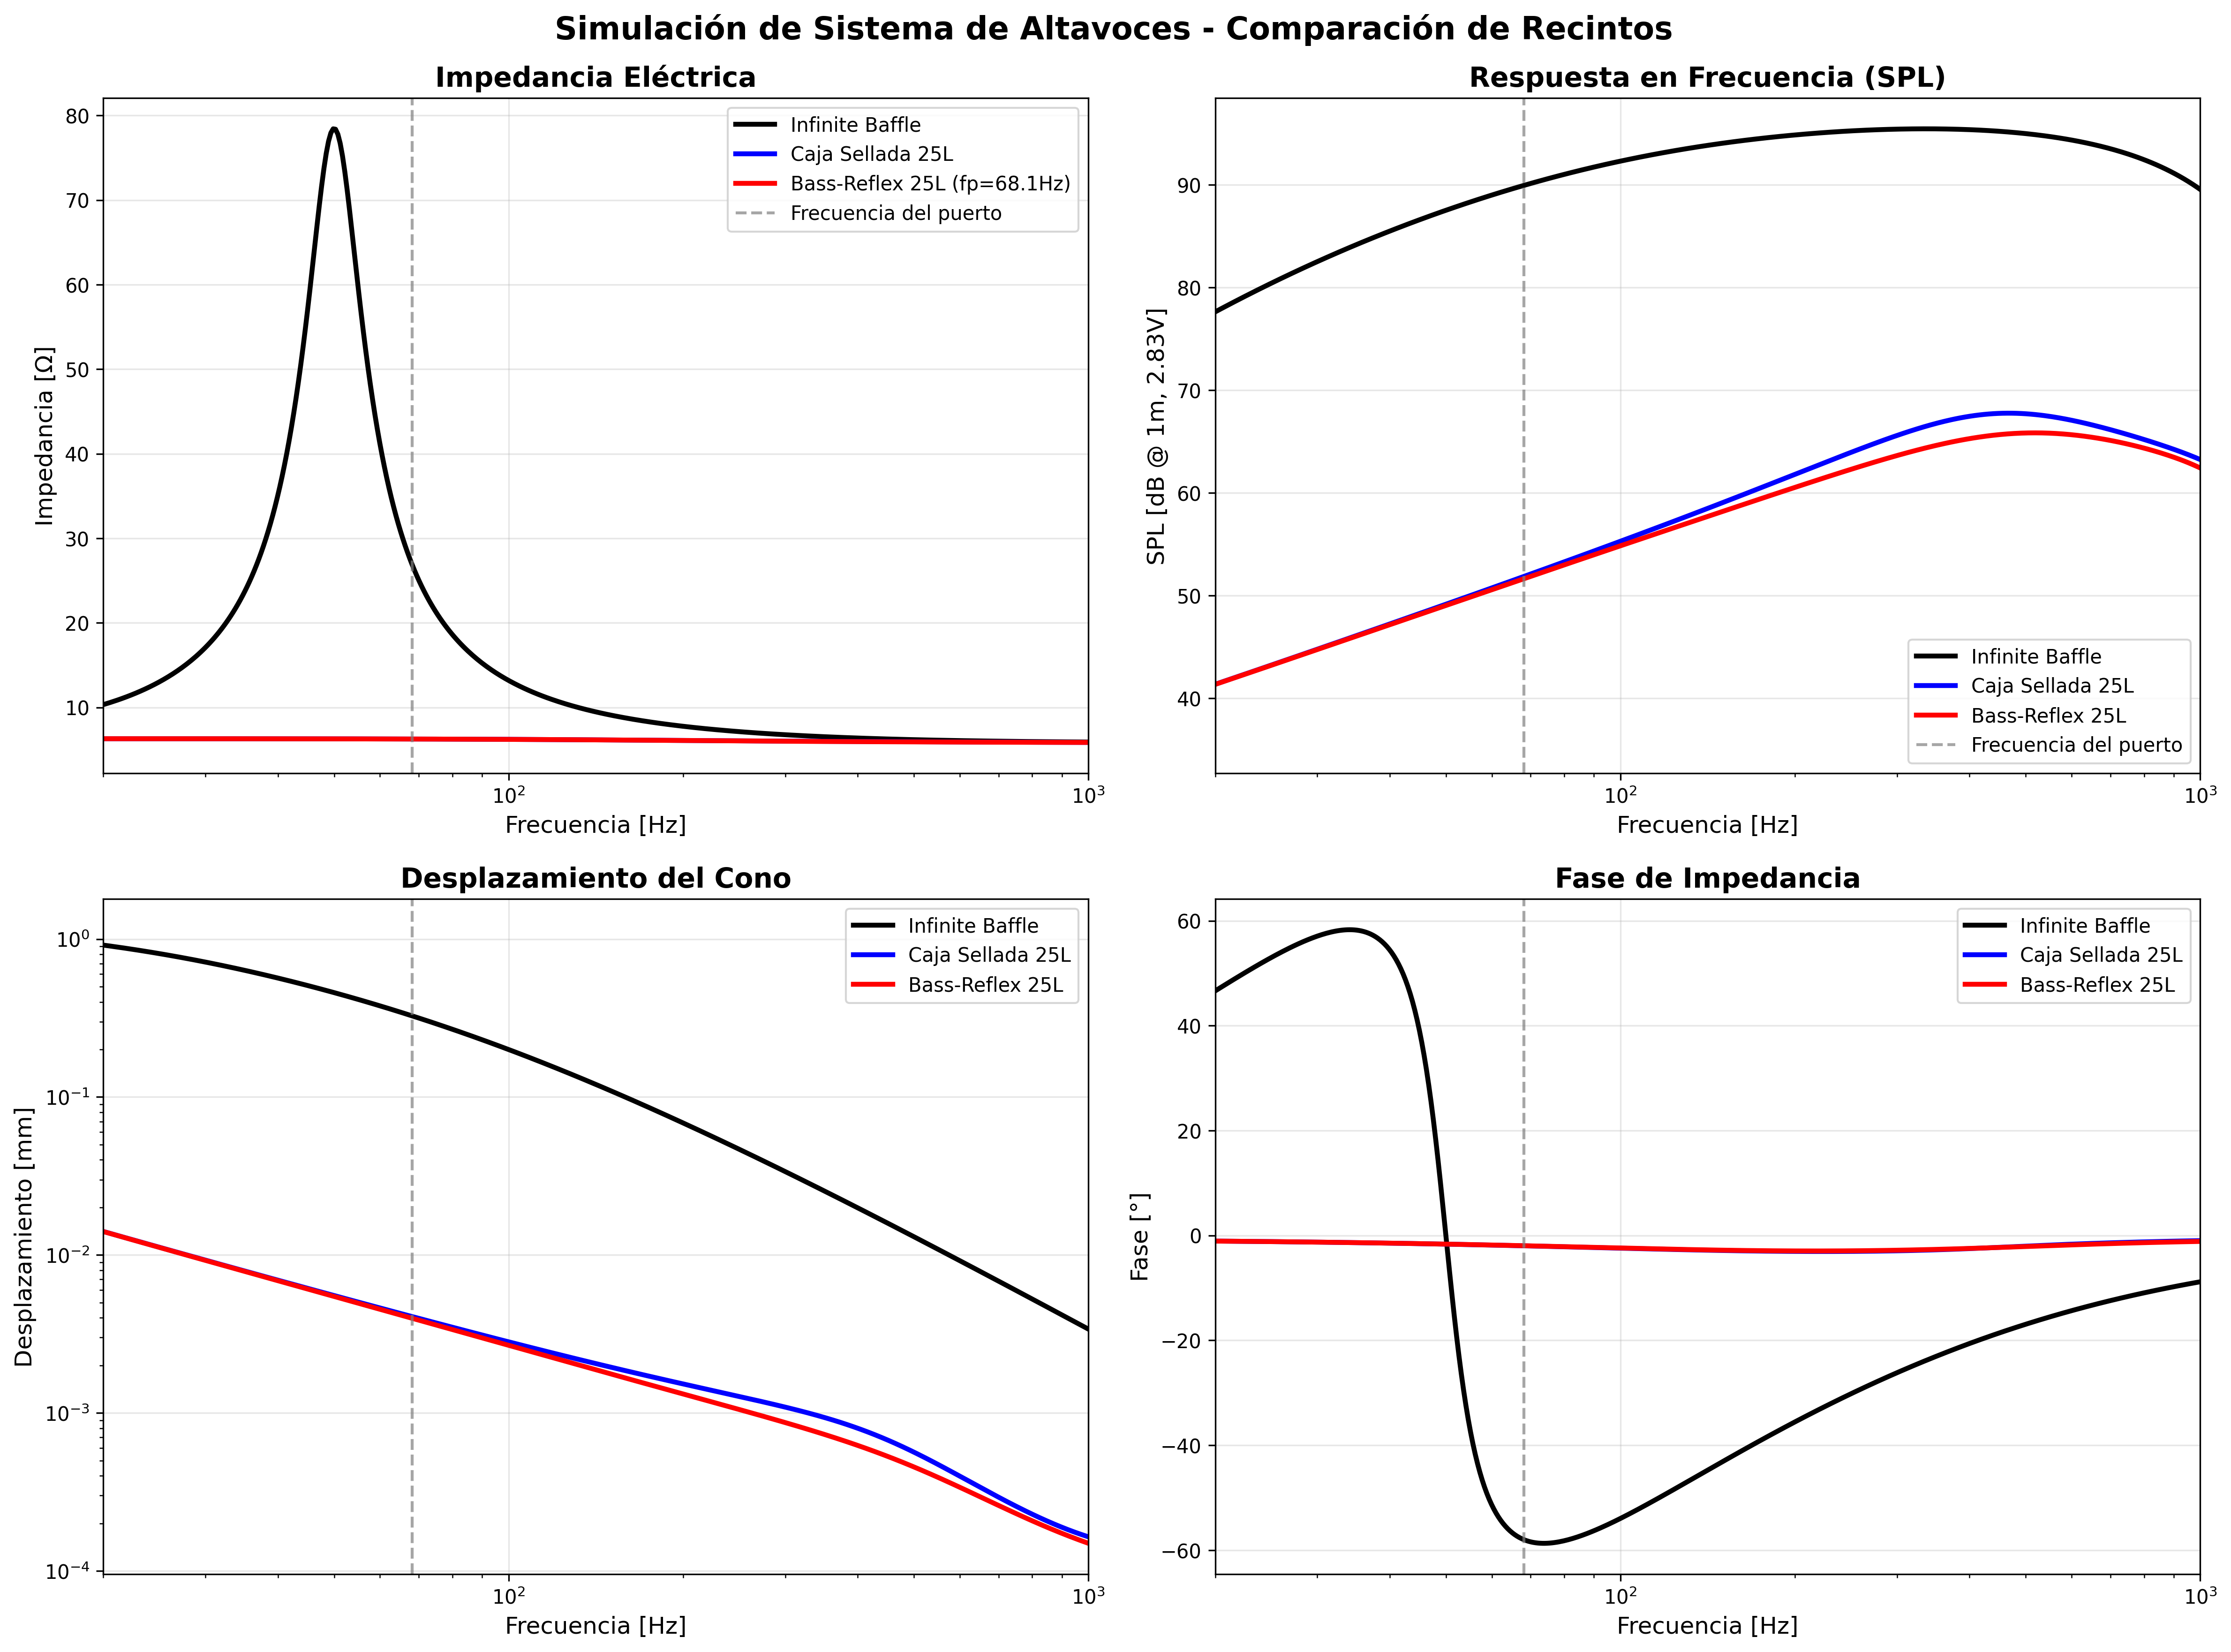 Simulación de Sistema de Altavoces - Comparación de Recintos
Impedancia Eléctrica
Impedancia [Ω]
80
70
60
50
40
30
20
10
Infinite Baffle
Caja Sellada 25L
Bass-Reflex 25L (fp=68.1Hz)
Frecuencia del puerto
10²
10³
Frecuencia [Hz]
Respuesta en Frecuencia (SPL)
SPL [dB @ 1m, 2.83V]
90
80
70
60
50
40
Infinite Baffle
Caja Sellada 25L
Bass-Reflex 25L
Frecuencia del puerto
10²
10³
Frecuencia [Hz]
Desplazamiento del Cono
Desplazamiento [mm]
10⁰
10⁻¹
10⁻²
10⁻³
10⁻⁴
Infinite Baffle
Caja Sellada 25L
Bass-Reflex 25L
10²
10³
Frecuencia [Hz]
Fase de Impedancia
Fase [°]
60
40
20
0
−20
−40
−60
Infinite Baffle
Caja Sellada 25L
Bass-Reflex 25L
10²
10³
Frecuencia [Hz]